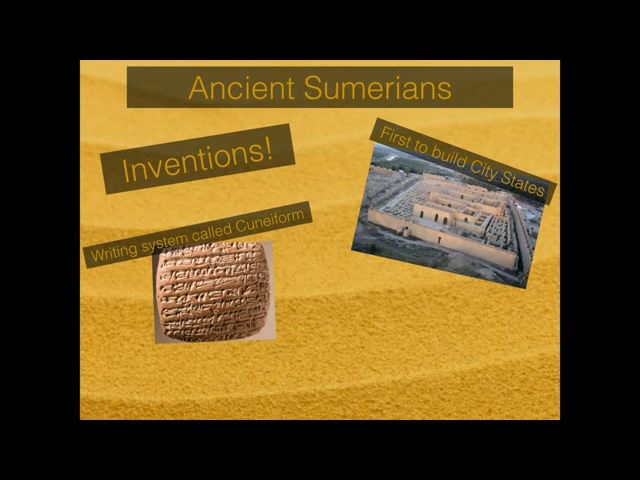 Ancient Sumerians
Inventions!
First to build City States
Writing system called Cuneiform